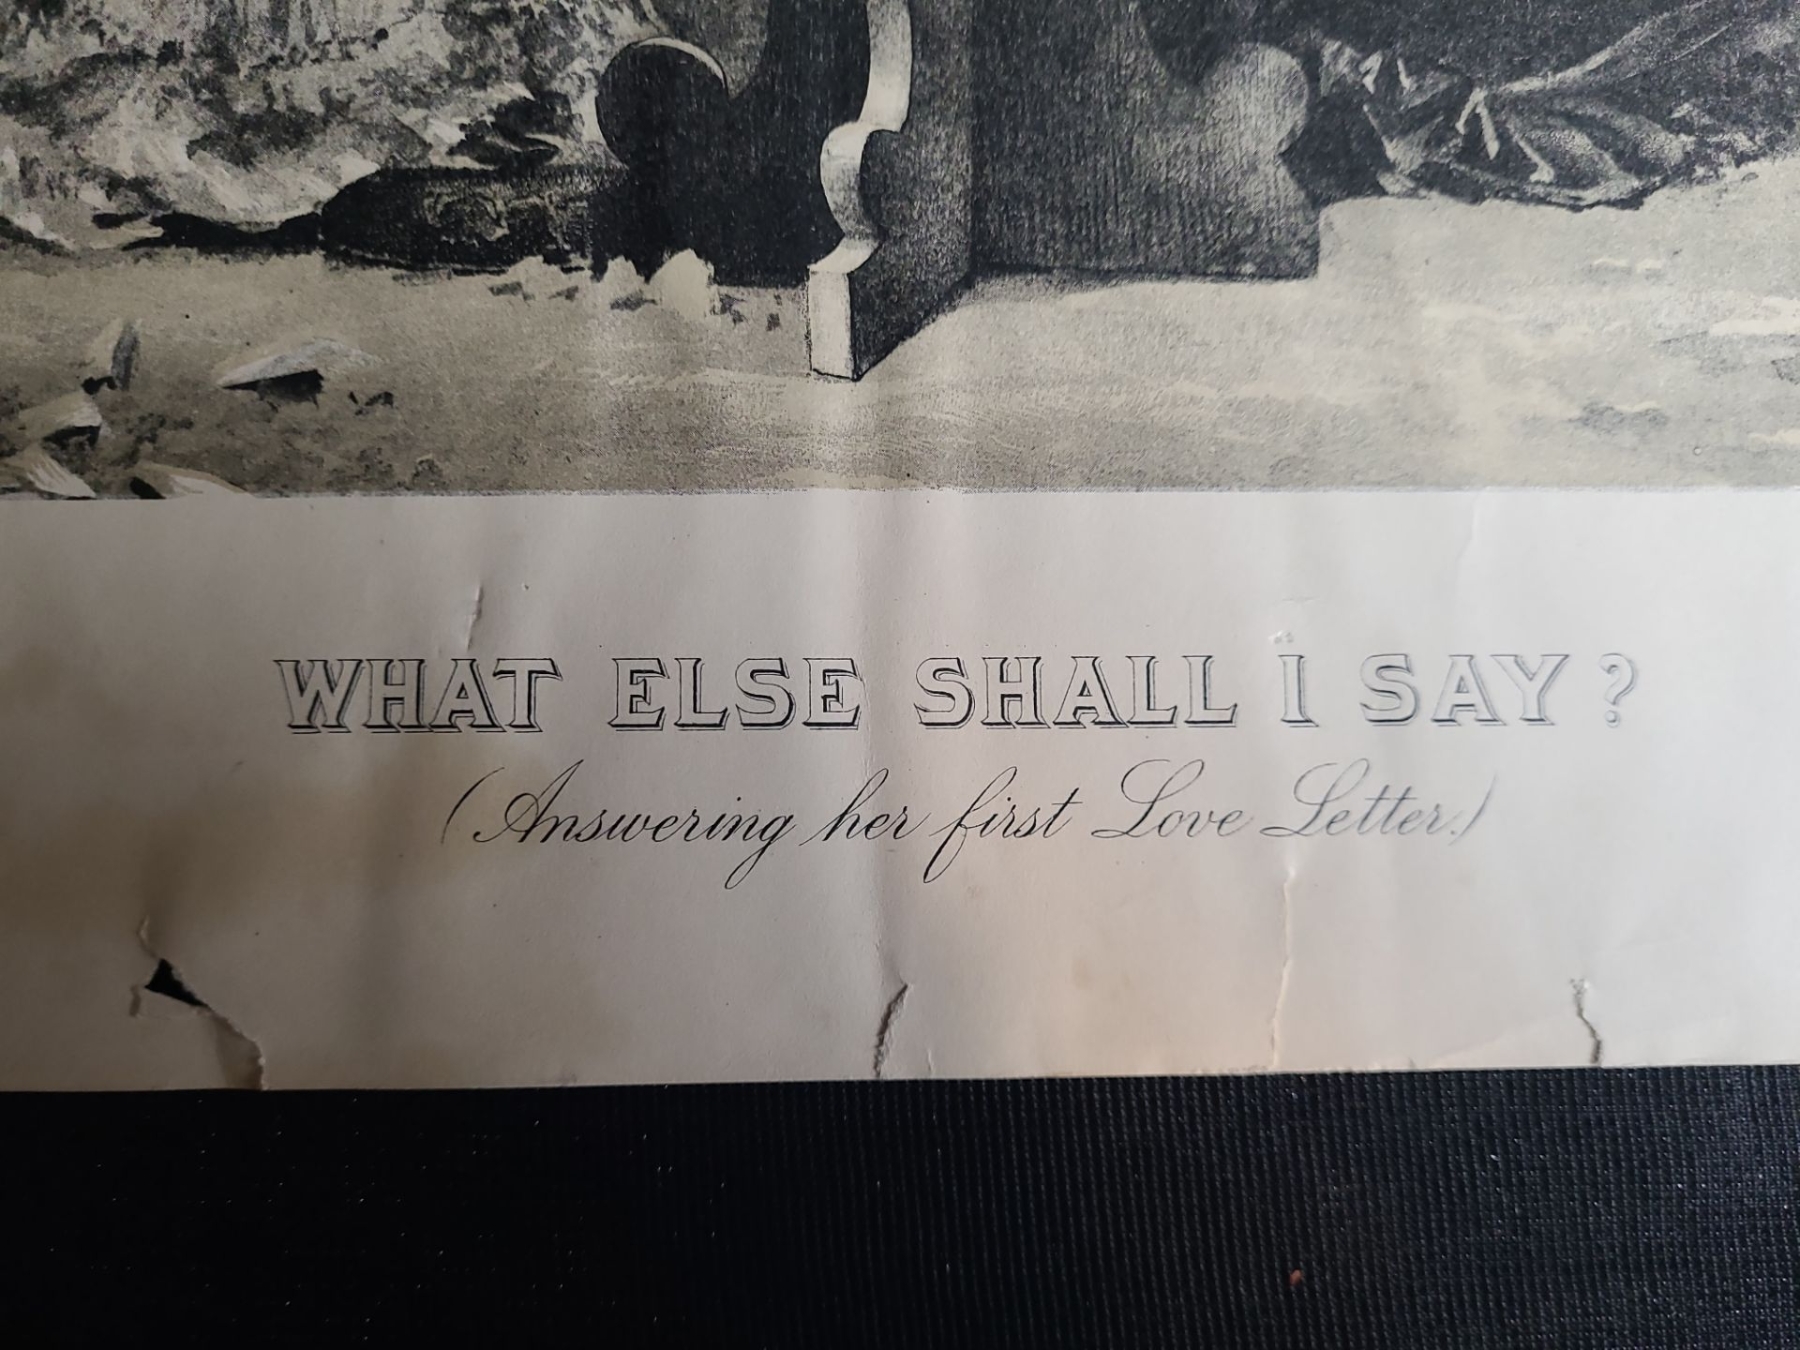 WHAT ELSE SHALL I SAY?
(Answering her first Love Letter.)